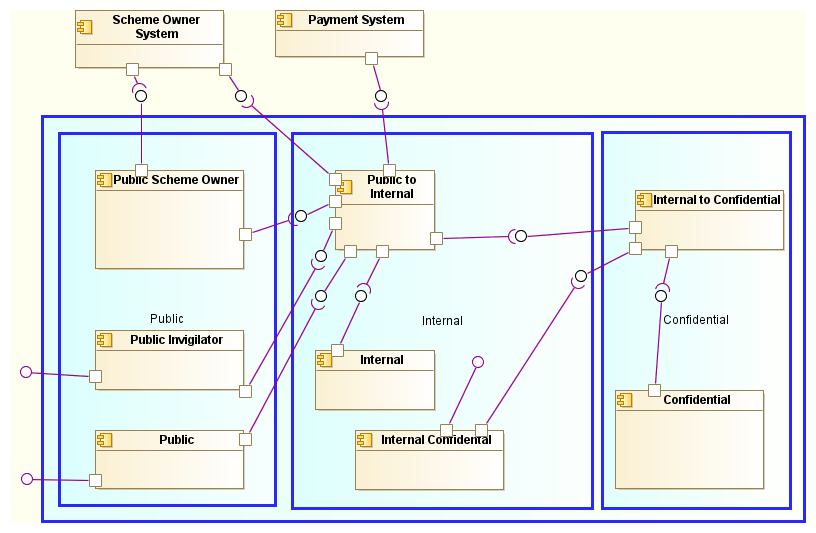 Scheme Owner
System
Payment System
Public Scheme Owner
Public to
Internal
Internal to Confidential
Public
Internal
Confidential
Public Invigilator
Internal
Public
Internal Confidental
Confidential